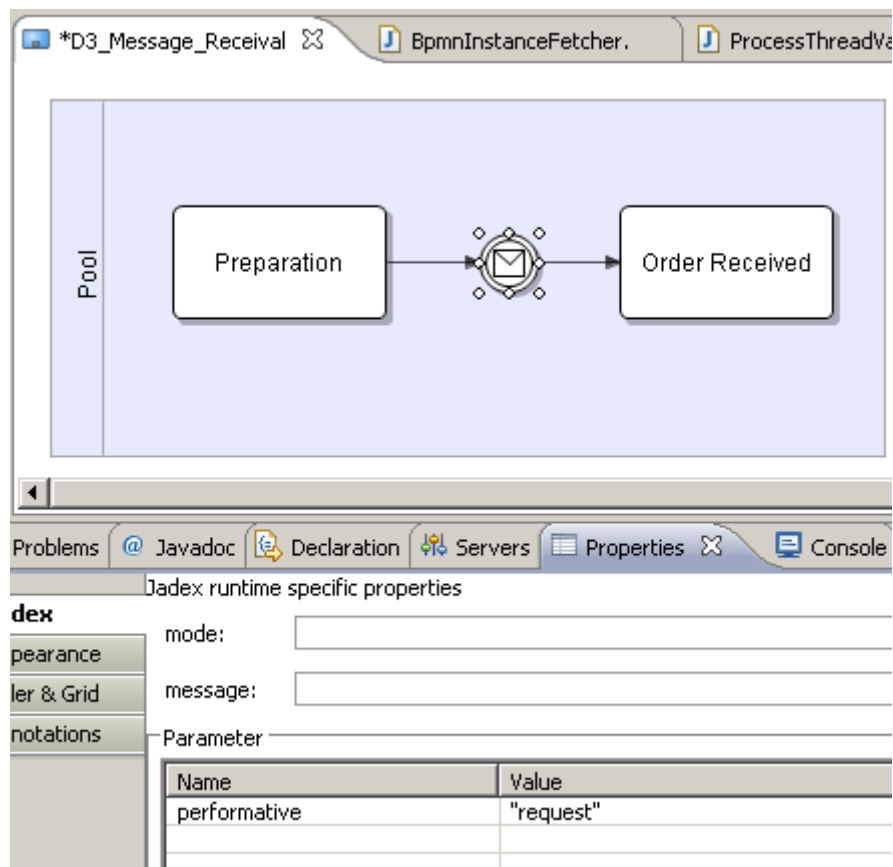 *D3_Message_Receival
BpmnInstanceFetcher.
ProcessThreadVa
Pool
Preparation
Order Received
Problems
@ Javadoc
Declaration
Servers
Properties
Console
Jadex runtime specific properties
dex
mode:
pearance
ler & Grid
message:
notations
Parameter
Name Value
performative "request"